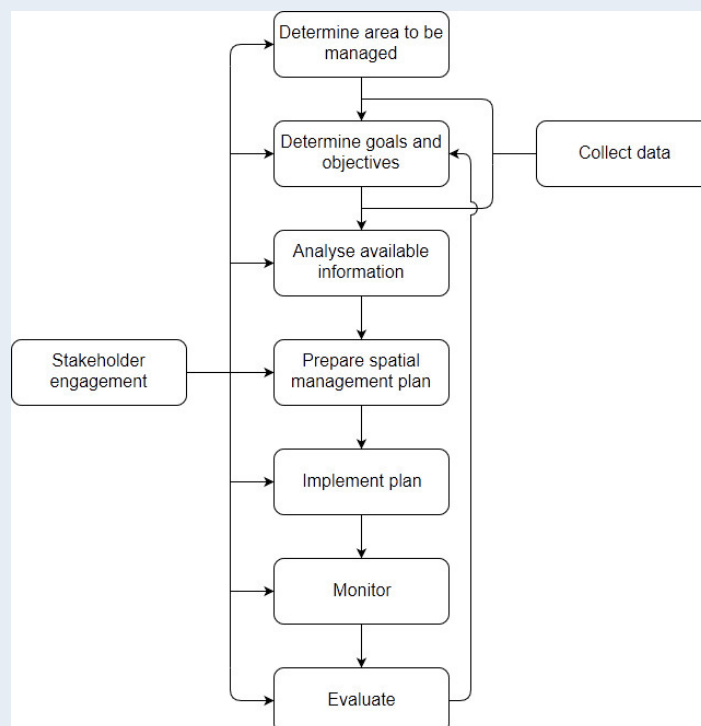 Determine area to be
managed
Determine goals and
objectives
Collect data
Analyse available
information
Stakeholder
engagement
Prepare spatial
management plan
Implement plan
Monitor
Evaluate